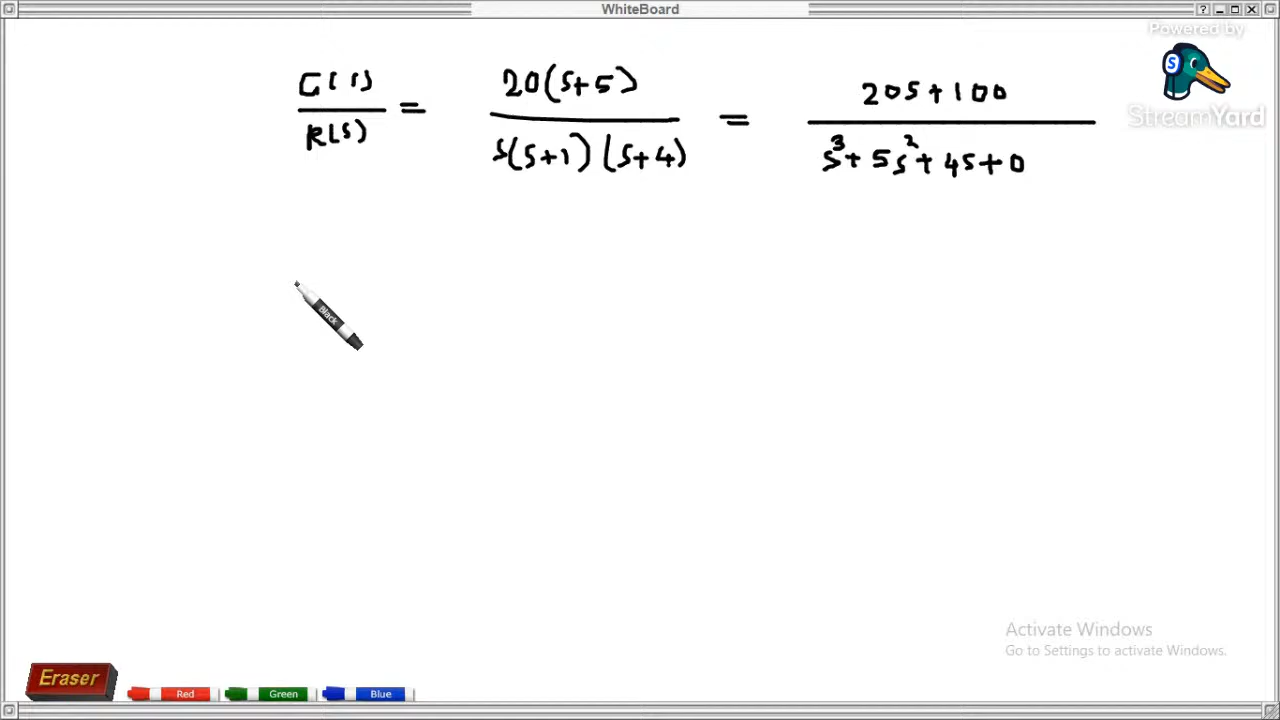 WhiteBoard
Powered by
StreamYard
C(s)/R(s) = 20(s+5)/s(s+1)(s+4) = 20s+100/s³+5s²+4s+0
Black
Activate Windows
Go to Settings to activate Windows.
Eraser
Red
Green
Blue